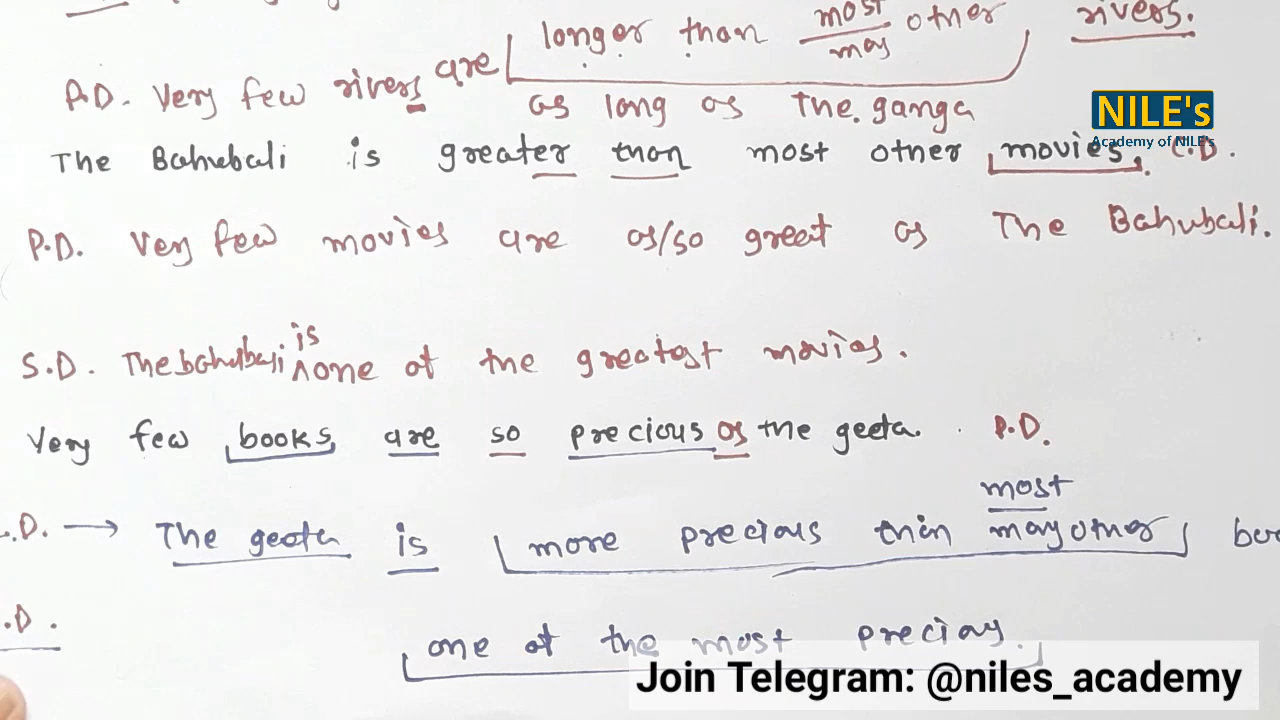 longer than most other rivers.
may
P.D. Very few rivers are as long as The ganga
NILE's
Academy of NILE's
The Bahubali is greater than most other movies. C.D.
P.D. Very few movies are as/so great as The Bahubali.
S.D. The bahubali is one of the greatest movies.
Very few books are so precious as the geeta. P.D.
most
.D. → The geeta is more precious than may other
.D. one of the most precious.
Join Telegram: @niles_academy